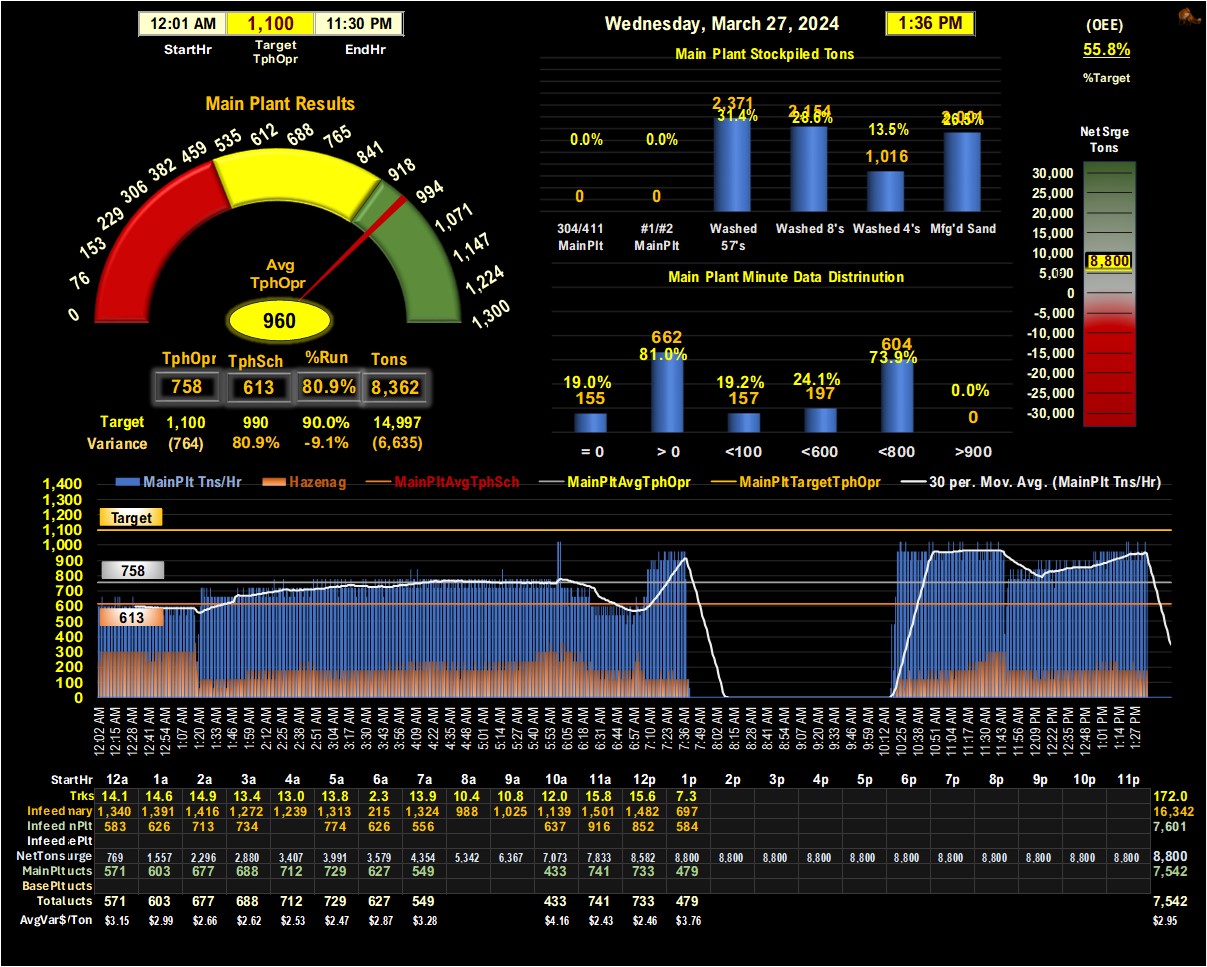 12:01 AM 1,100 11:30 PM
StartHr Target TphOpr EndHr
Wednesday, March 27, 2024 1:36 PM
(OEE)
55.8%
%Target
Main Plant Results
0 76 153 229 306 382 459 535 612 688 765 841 918 994 1,071 1,147 1,224 1,300
Avg
TphOpr
960
TphOpr TphSch %Run Tons
758 613 80.9% 8,362
Target 1,100 990 90.0% 14,997
Variance (764) 80.9% -9.1% (6,635)
Main Plant Stockpiled Tons
2,371 2,154
31.4% 28.6% 26.5%
0.0% 0.0% 13.5%
1,016
0 0
304/411 MainPlt #1/#2 MainPlt Washed 57's Washed 8's Washed 4's Mfg'd Sand
Main Plant Minute Data Distrinution
662 604
81.0% 73.9%
19.0% 19.2% 24.1% 0.0%
155 157 197 0
= 0 > 0 <100 <600 <800 >900
Net Srge
Tons
30,000
25,000
20,000
15,000
10,000
8,800
5,000
0
-5,000
-10,000
-15,000
-20,000
-25,000
-30,000
MainPlt Tns/Hr Hazenag MainPltAvgTphSch MainPltAvgTphOpr MainPltTargetTphOpr 30 per. Mov. Avg. (MainPlt Tns/Hr)
1,400
1,300
1,200
1,100
1,000
900
800
700
600
500
400
300
200
100
0
Target
758
613
12:02 AM 12:15 AM 12:28 AM 12:41 AM 12:54 AM 1:07 AM 1:20 AM 1:33 AM 1:46 AM 1:59 AM 2:12 AM 2:25 AM 2:38 AM 2:51 AM 3:04 AM 3:17 AM 3:30 AM 3:43 AM 3:56 AM 4:09 AM 4:22 AM 4:35 AM 4:48 AM 5:01 AM 5:14 AM 5:27 AM 5:40 AM 5:53 AM 6:05 AM 6:18 AM 6:31 AM 6:44 AM 6:57 AM 7:10 AM 7:23 AM 7:36 AM 7:49 AM 8:02 AM 8:15 AM 8:28 AM 8:41 AM 8:54 AM 9:07 AM 9:20 AM 9:33 AM 9:46 AM 9:59 AM 10:12 AM 10:25 AM 10:38 AM 10:51 AM 11:04 AM 11:17 AM 11:30 AM 11:43 AM 11:56 AM 12:09 PM 12:22 PM 12:35 PM 12:48 PM 1:01 PM 1:14 PM 1:27 PM
StartHr 12a 1a 2a 3a 4a 5a 6a 7a 8a 9a 10a 11a 12p 1p 2p 3p 4p 5p 6p 7p 8p 9p 10p 11p
Trks 14.1 14.6 14.9 13.4 13.0 13.8 2.3 13.9 10.4 10.8 12.0 15.8 15.6 7.3 172.0
Infeed nary 1,340 1,391 1,416 1,272 1,239 1,313 215 1,324 988 1,025 1,139 1,501 1,482 697 16,342
Infeed nPlt 583 626 713 734 774 626 556 637 916 852 584 7,601
Infeed ePlt
NetTons urge 769 1,557 2,296 2,880 3,407 3,991 3,579 4,354 5,342 6,367 7,073 7,833 8,582 8,800 8,800 8,800 8,800 8,800 8,800 8,800 8,800 8,800 8,800 8,800 8,800
MainPlt ucts 571 603 677 688 712 729 627 549 433 741 733 479 7,542
BasePlt ucts
Total ucts 571 603 677 688 712 729 627 549 433 741 733 479 7,542
AvgVar$/Ton $3.15 $2.99 $2.66 $2.62 $2.53 $2.47 $2.87 $3.28 $4.16 $2.43 $2.46 $3.76 $2.95